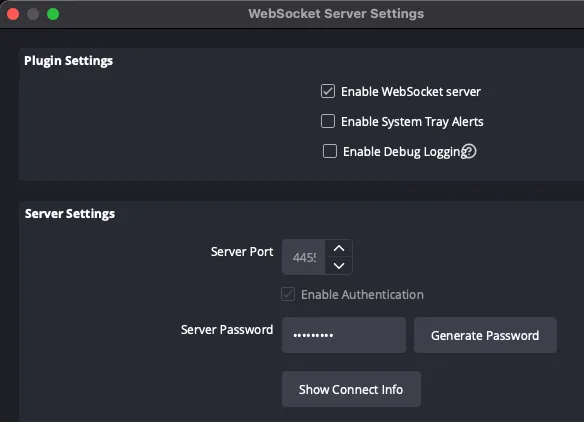 WebSocket Server Settings
Plugin Settings
Enable WebSocket server
Enable System Tray Alerts
Enable Debug Logging
Server Settings
Server Port
445
Enable Authentication
Server Password
•••••••••
Generate Password
Show Connect Info